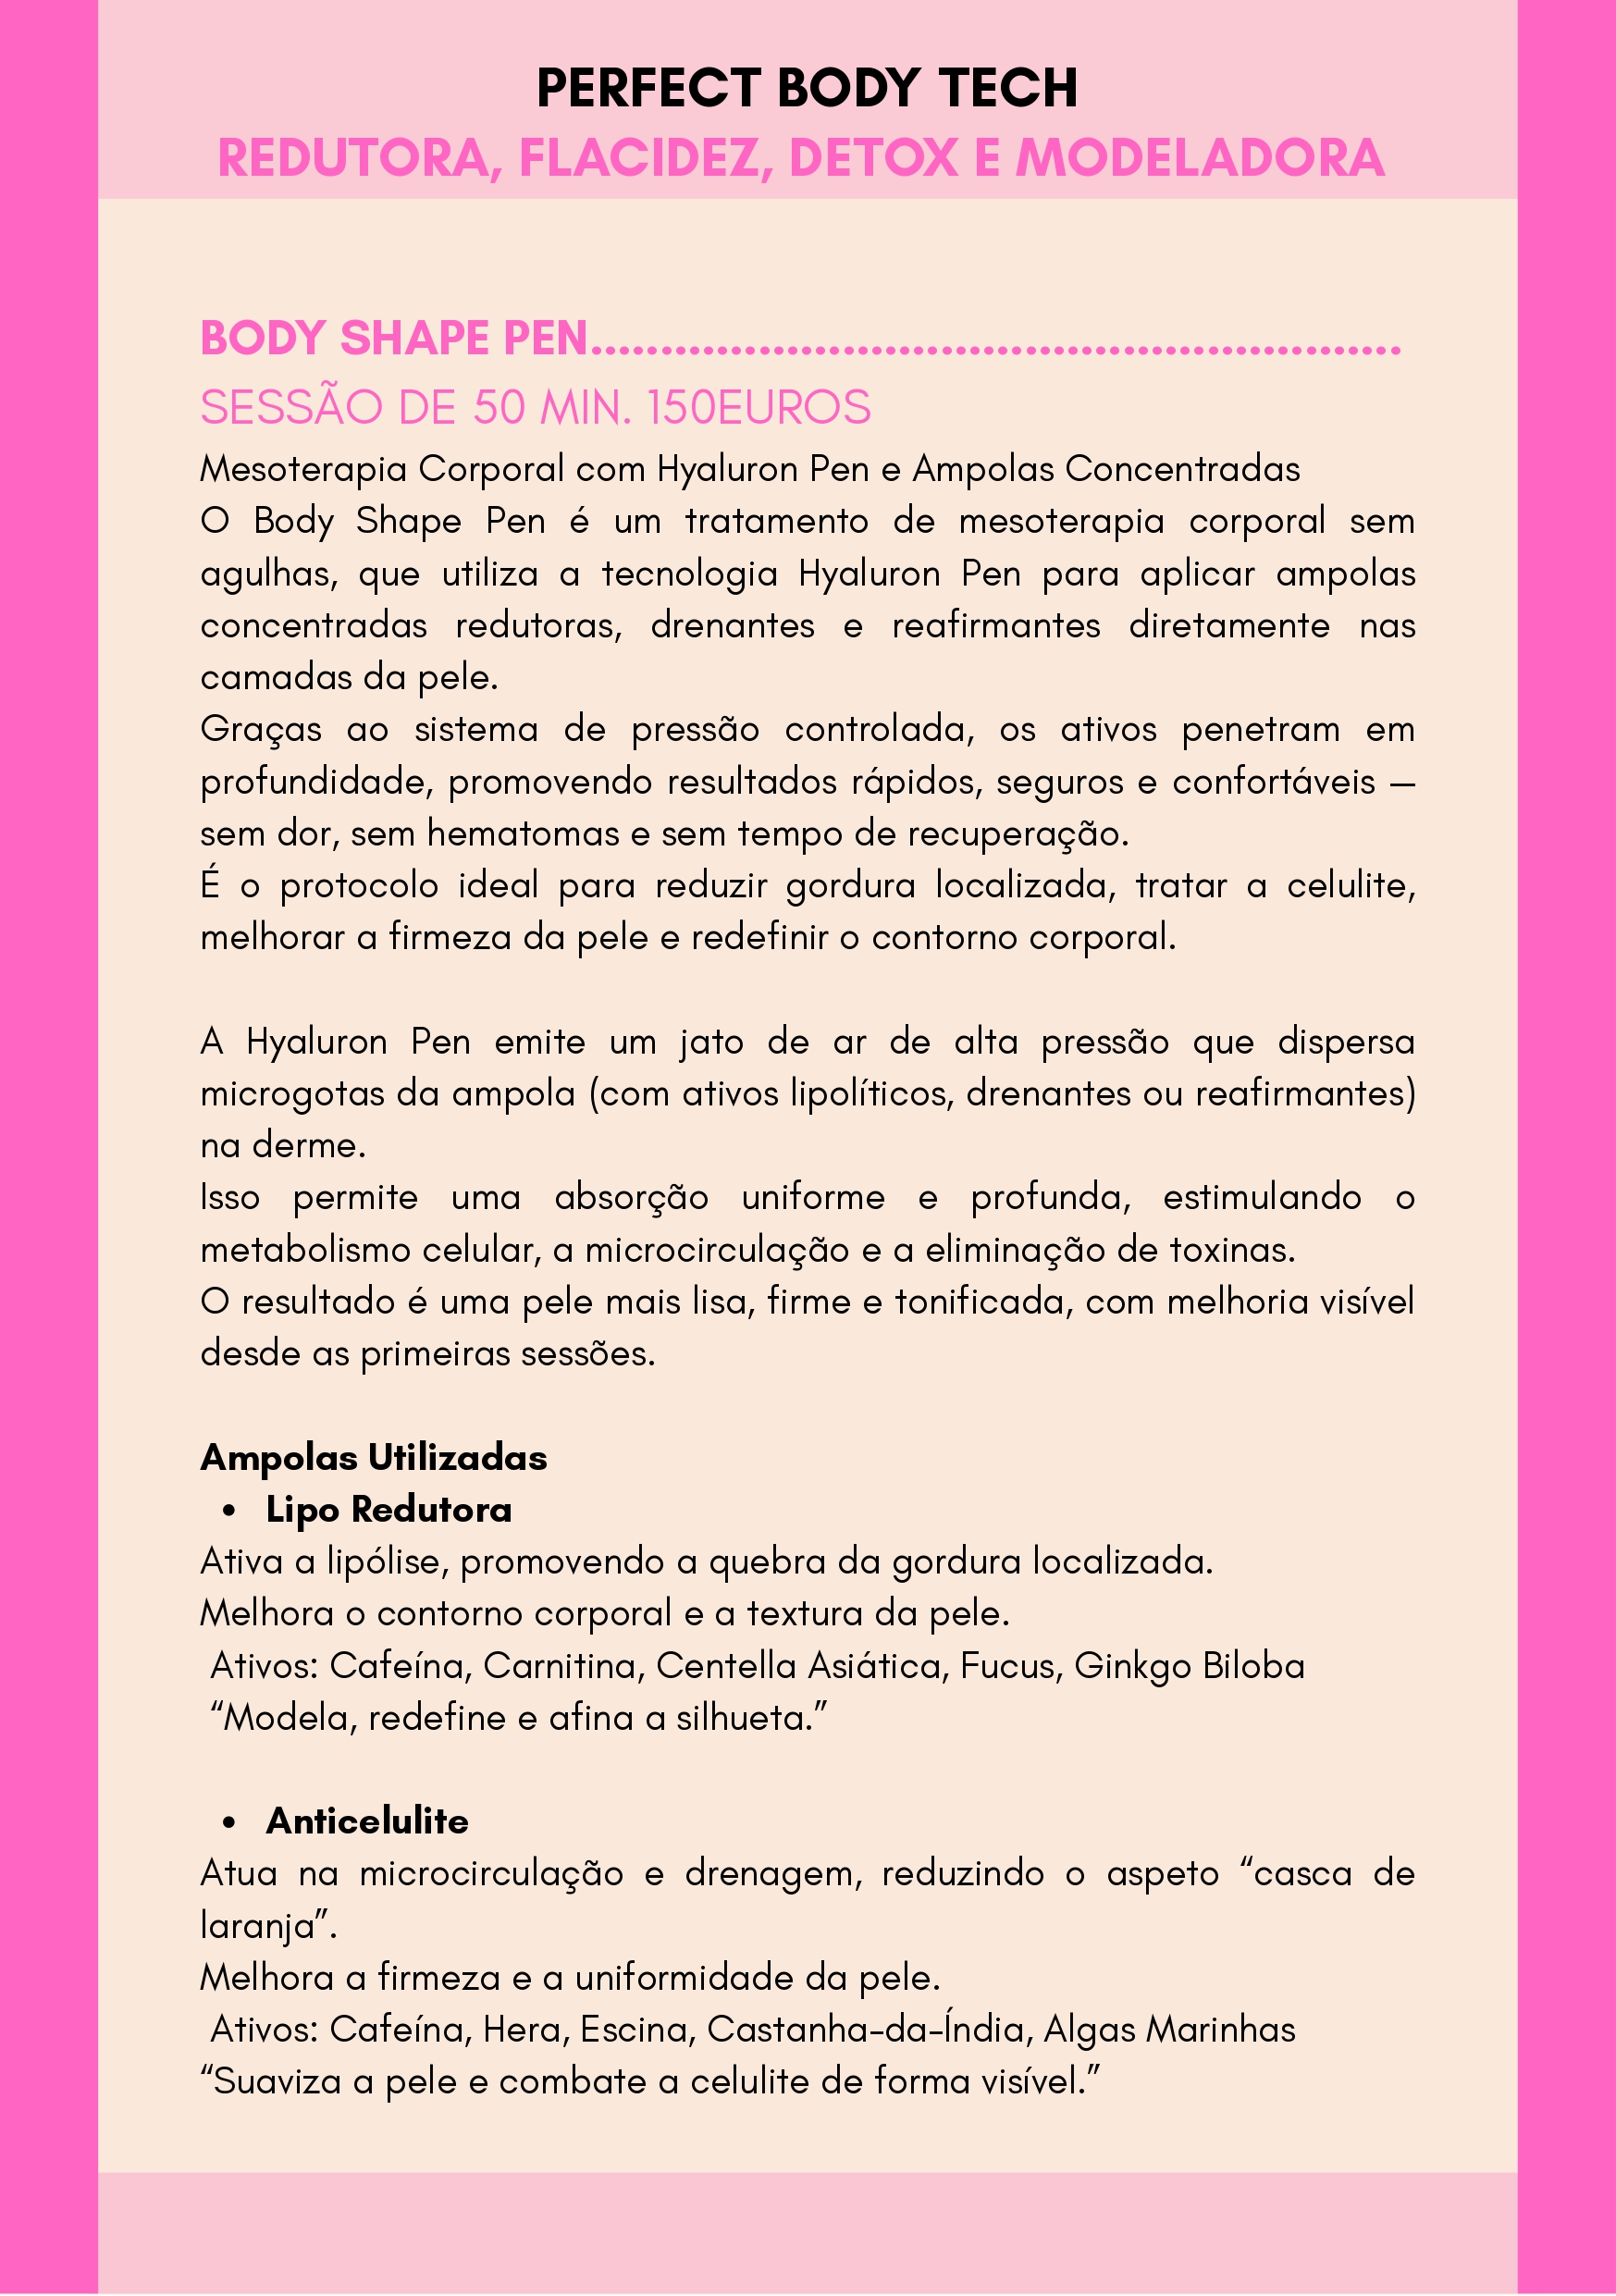 PERFECT BODY TECH
REDUTORA, FLACIDEZ, DETOX E MODELADORA
BODY SHAPE PEN..........................................................
SESSÃO DE 50 MIN. 150EUROS
Mesoterapia Corporal com Hyaluron Pen e Ampolas Concentradas
O Body Shape Pen é um tratamento de mesoterapia corporal sem
agulhas, que utiliza a tecnologia Hyaluron Pen para aplicar ampolas
concentradas redutoras, drenantes e reafirmantes diretamente nas
camadas da pele.
Graças ao sistema de pressão controlada, os ativos penetram em
profundidade, promovendo resultados rápidos, seguros e confortáveis —
sem dor, sem hematomas e sem tempo de recuperação.
É o protocolo ideal para reduzir gordura localizada, tratar a celulite,
melhorar a firmeza da pele e redefinir o contorno corporal.
A Hyaluron Pen emite um jato de ar de alta pressão que dispersa
microgotas da ampola (com ativos lipolíticos, drenantes ou reafirmantes)
na derme.
Isso permite uma absorção uniforme e profunda, estimulando o
metabolismo celular, a microcirculação e a eliminação de toxinas.
O resultado é uma pele mais lisa, firme e tonificada, com melhoria visível
desde as primeiras sessões.
Ampolas Utilizadas
• Lipo Redutora
Ativa a lipólise, promovendo a quebra da gordura localizada.
Melhora o contorno corporal e a textura da pele.
Ativos: Cafeína, Carnitina, Centella Asiática, Fucus, Ginkgo Biloba
“Modela, redefine e afina a silhueta.”
• Anticelulite
Atua na microcirculação e drenagem, reduzindo o aspeto “casca de
laranja”.
Melhora a firmeza e a uniformidade da pele.
Ativos: Cafeína, Hera, Escina, Castanha-da-Índia, Algas Marinhas
“Suaviza a pele e combate a celulite de forma visível.”